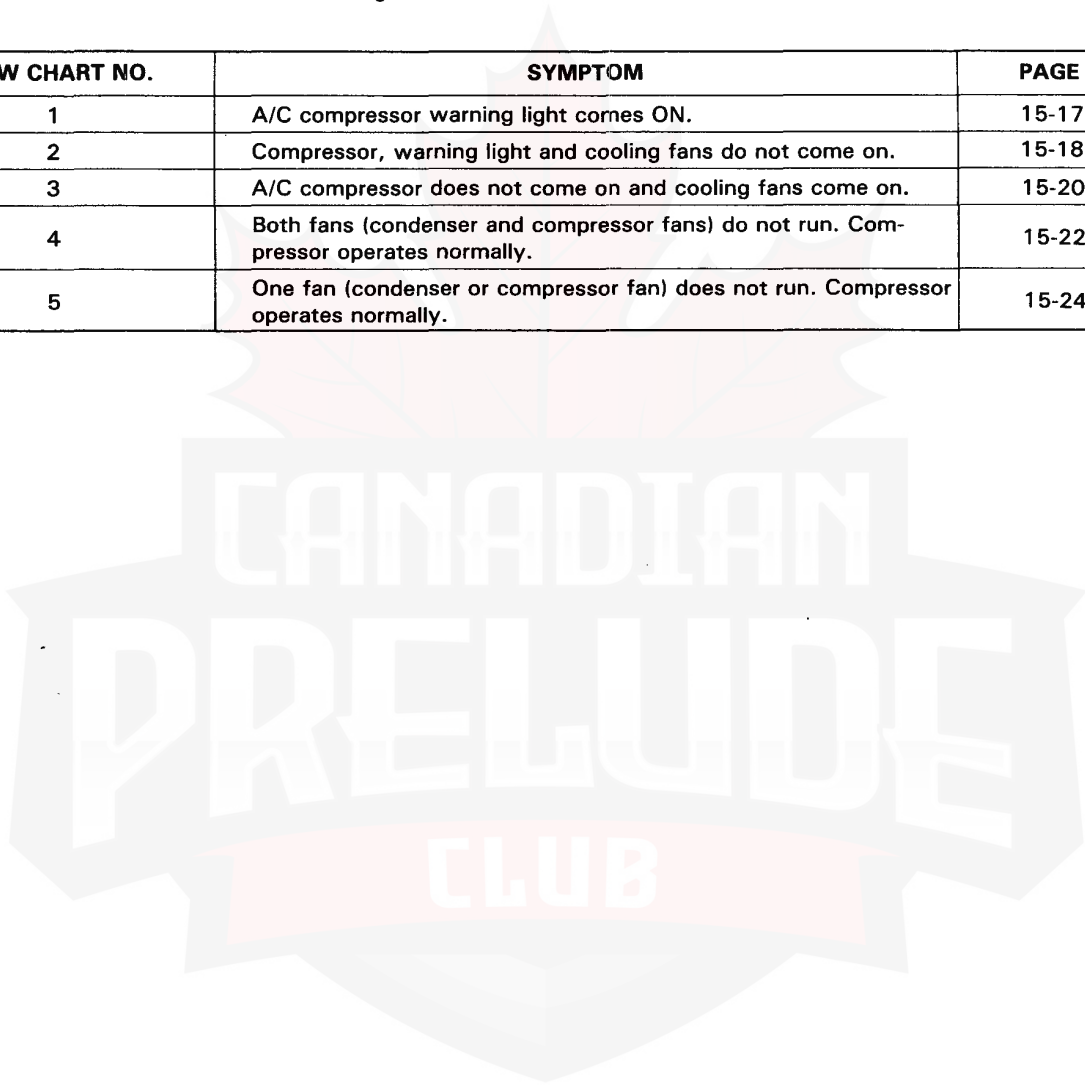 W CHART NO. SYMPTOM PAGE
1 A/C compressor warning light comes ON. 15-17
2 Compressor, warning light and cooling fans do not come on. 15-18
3 A/C compressor does not come on and cooling fans come on. 15-20
4 Both fans (condenser and compressor fans) do not run. Com-
pressor operates normally. 15-22
5 One fan (condenser or compressor fan) does not run. Compressor
operates normally. 15-24
CANADIAN
PRELUDE
CLUB